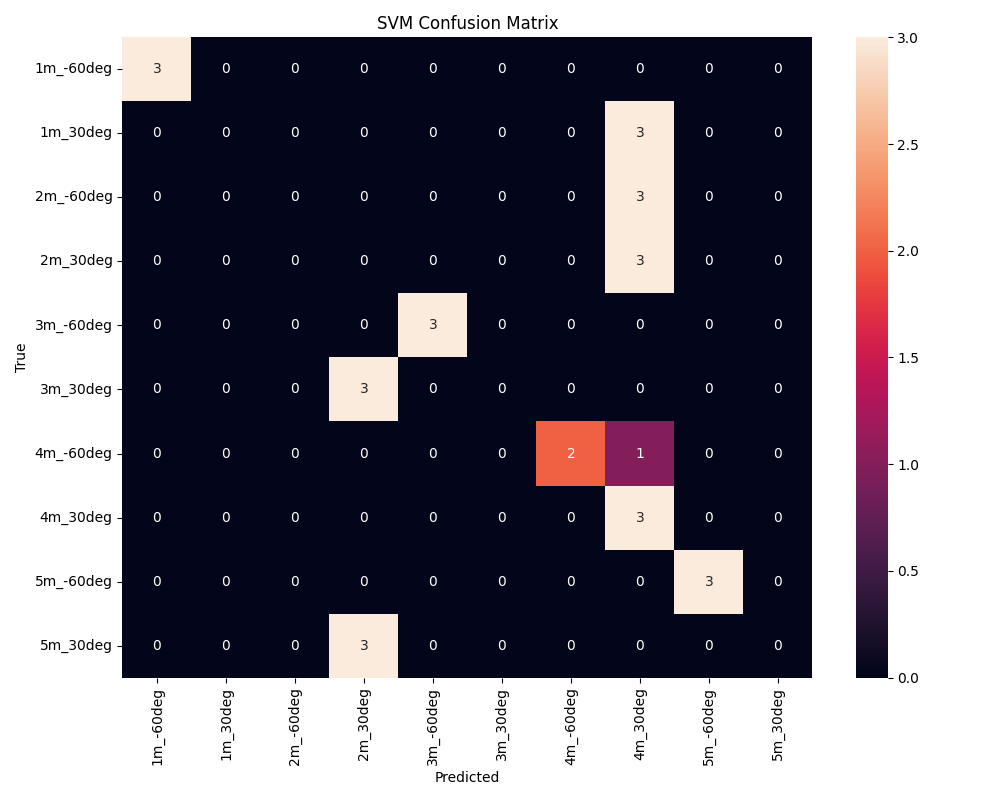 SVM Confusion Matrix
True
1m_-60deg 3 0 0 0 0 0 0 0 0 0
1m_30deg 0 0 0 0 0 0 0 3 0 0
2m_-60deg 0 0 0 0 0 0 0 3 0 0
2m_30deg 0 0 0 0 0 0 0 3 0 0
3m_-60deg 0 0 0 0 3 0 0 0 0 0
3m_30deg 0 0 0 3 0 0 0 0 0 0
4m_-60deg 0 0 0 0 0 0 2 1 0 0
4m_30deg 0 0 0 0 0 0 0 3 0 0
5m_-60deg 0 0 0 0 0 0 0 0 3 0
5m_30deg 0 0 0 3 0 0 0 0 0 0
1m_-60deg 1m_30deg 2m_-60deg 2m_30deg 3m_-60deg 3m_30deg 4m_-60deg 4m_30deg 5m_-60deg 5m_30deg
Predicted
3.0
2.5
2.0
1.5
1.0
0.5
0.0